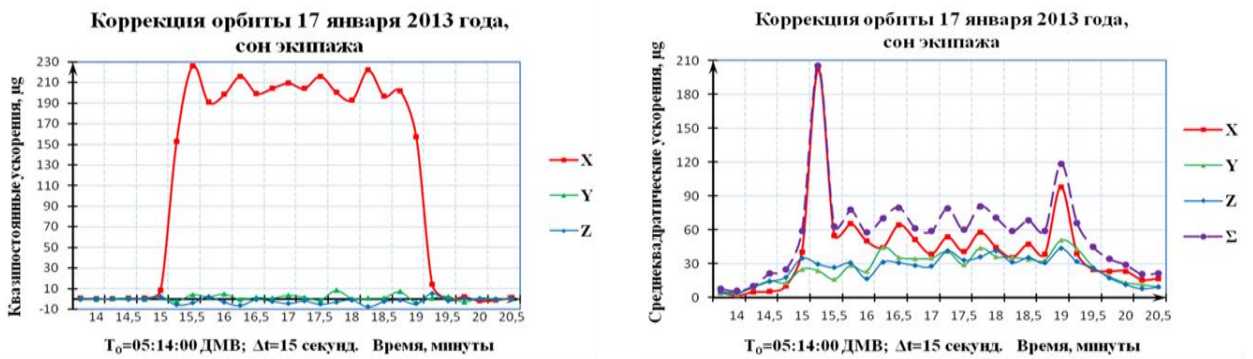 Коррекция орбиты 17 января 2013 года,
сон экипажа
Квазипостоянные ускорения, μg
230
210
190
170
150
130
110
90
70
50
30
10
-10
14 14,5 15 15,5 16 16,5 17 17,5 18 18,5 19 19,5 20 20,5
T₀=05:14:00 ДМВ; Δt=15 секунд. Время, минуты
X
Y
Z
Коррекция орбиты 17 января 2013 года,
сон экипажа
Среднеквадратические ускорения, μg
210
180
150
120
90
60
30
0
14 14,5 15 15,5 16 16,5 17 17,5 18 18,5 19 19,5 20 20,5
T₀=05:14:00 ДМВ; Δt=15 секунд. Время, минуты
X
Y
Z
Σ